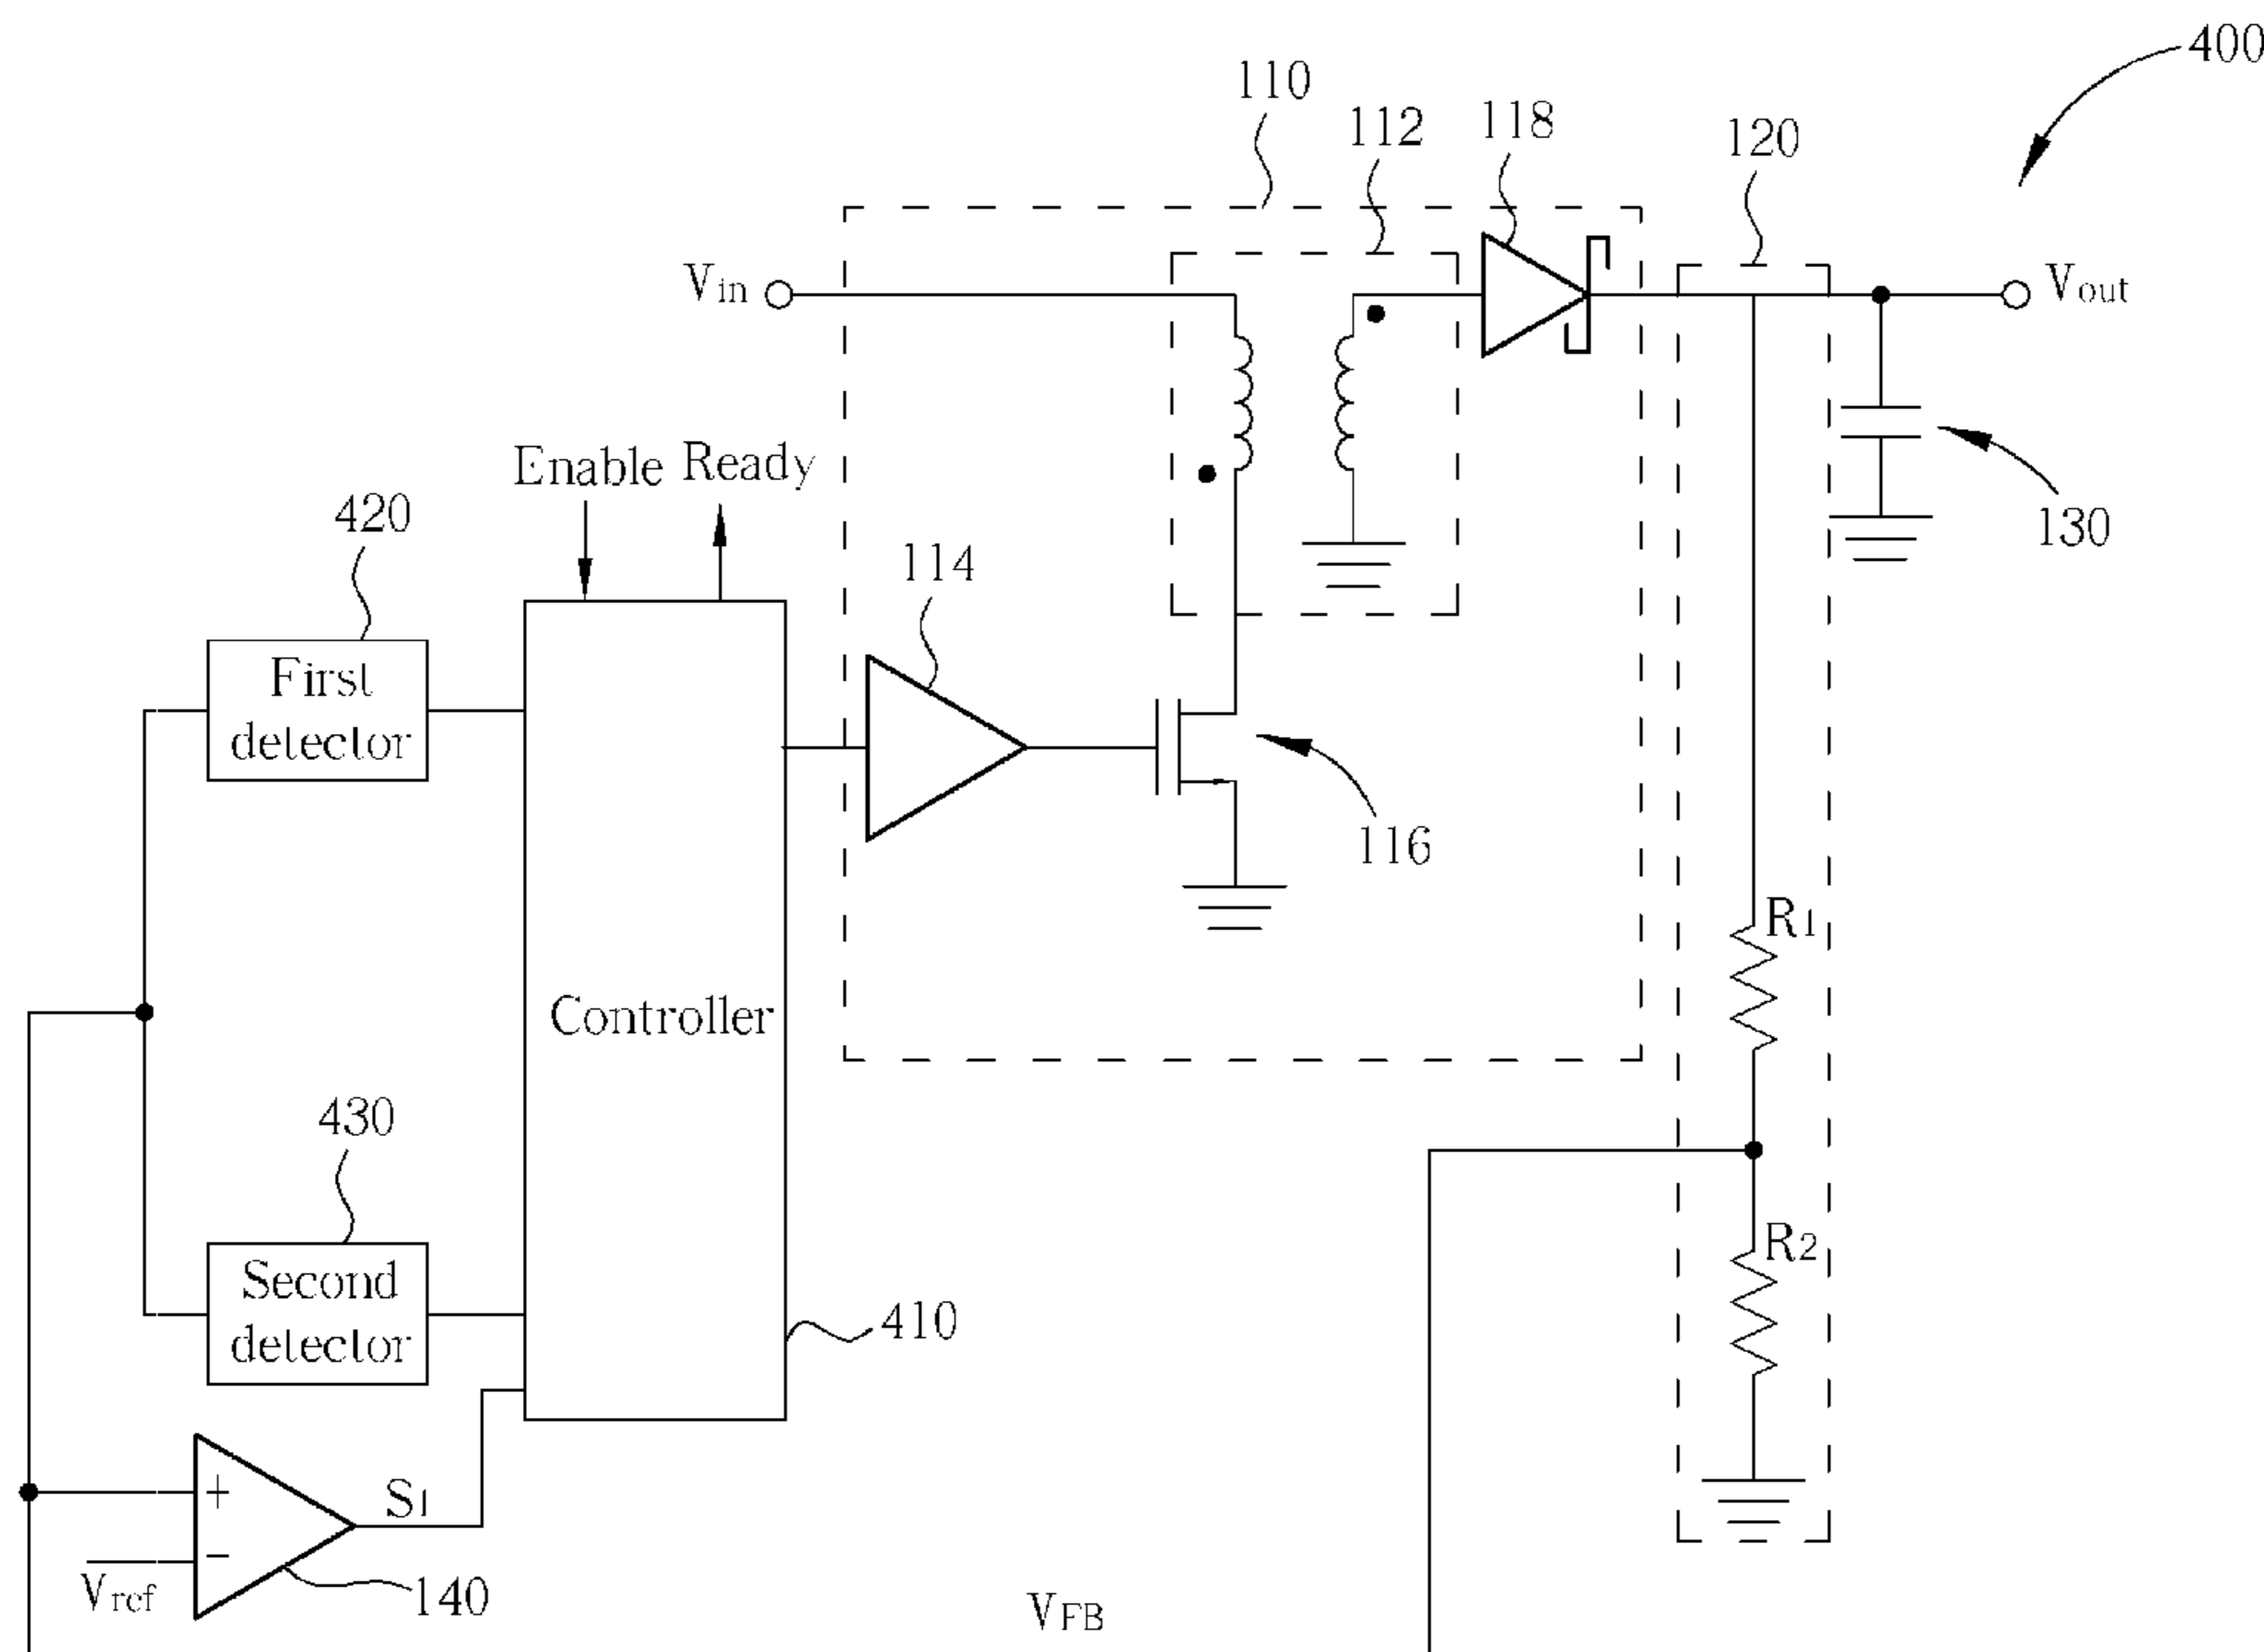 400
110
112
118
120
Vin
Vout
Enable
Ready
130
420
114
First
detector
116
R1
Controller
430
R2
Second
detector
410
+
S1
−
Vref
140
VFB